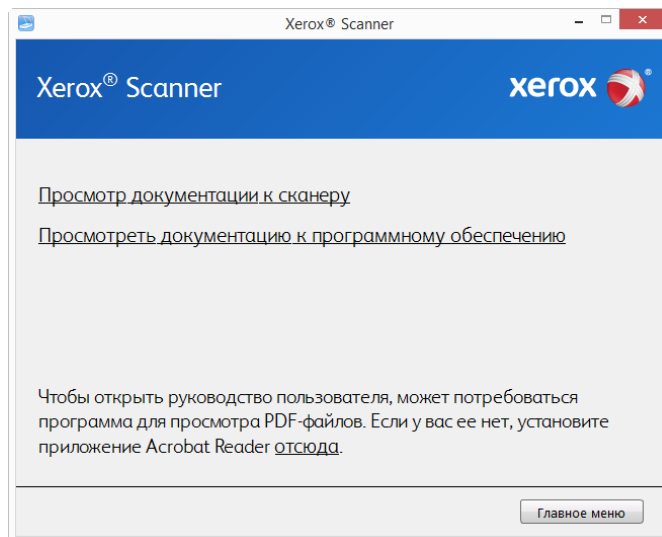 Xerox® Scanner
Xerox® Scanner
xerox ®
Просмотр документации к сканеру
Просмотреть документацию к программному обеспечению
Чтобы открыть руководство пользователя, может потребоваться
программа для просмотра PDF-файлов. Если у вас ее нет, установите
приложение Acrobat Reader отсюда.
Главное меню